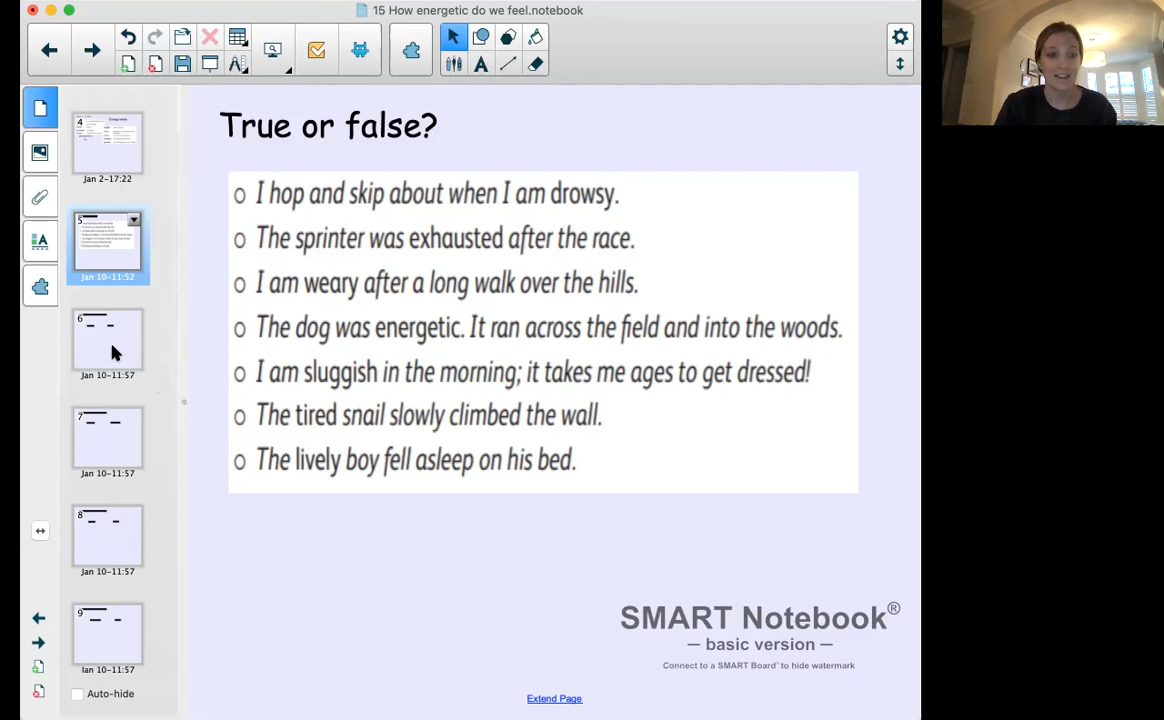 15 How energetic do we feel.notebook
4
Energy words
Jan 2-17:22
5
Jan 10-11:52
6
Jan 10-11:57
7
Jan 10-11:57
8
Jan 10-11:57
9
Jan 10-11:57
Auto-hide
True or false?
o I hop and skip about when I am drowsy.
o The sprinter was exhausted after the race.
o I am weary after a long walk over the hills.
o The dog was energetic. It ran across the field and into the woods.
o I am sluggish in the morning; it takes me ages to get dressed!
o The tired snail slowly climbed the wall.
o The lively boy fell asleep on his bed.
SMART Notebook®
— basic version —
Connect to a SMART Board® to hide watermark
Extend Page